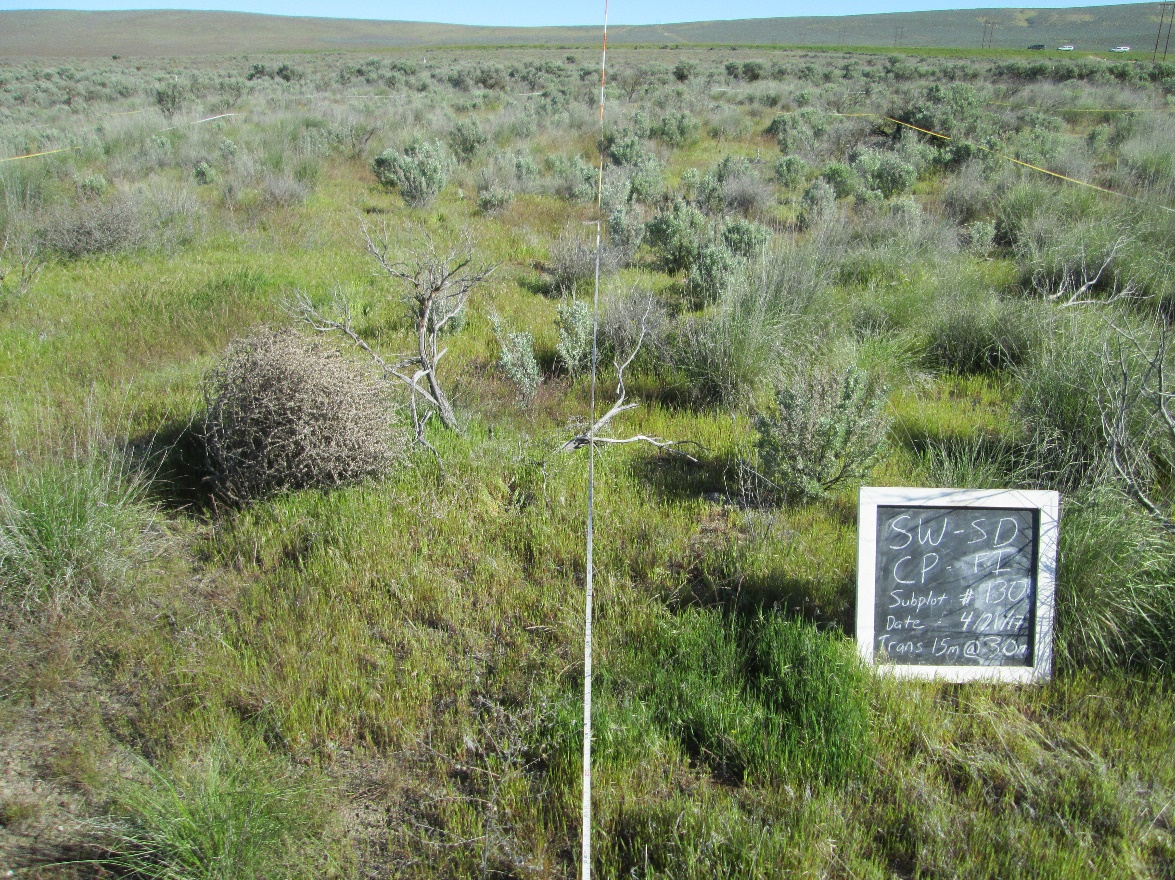 SW-SD
CP - FI
Subplot # 130
Date : 4/21/17
Trans 15m @ 30m